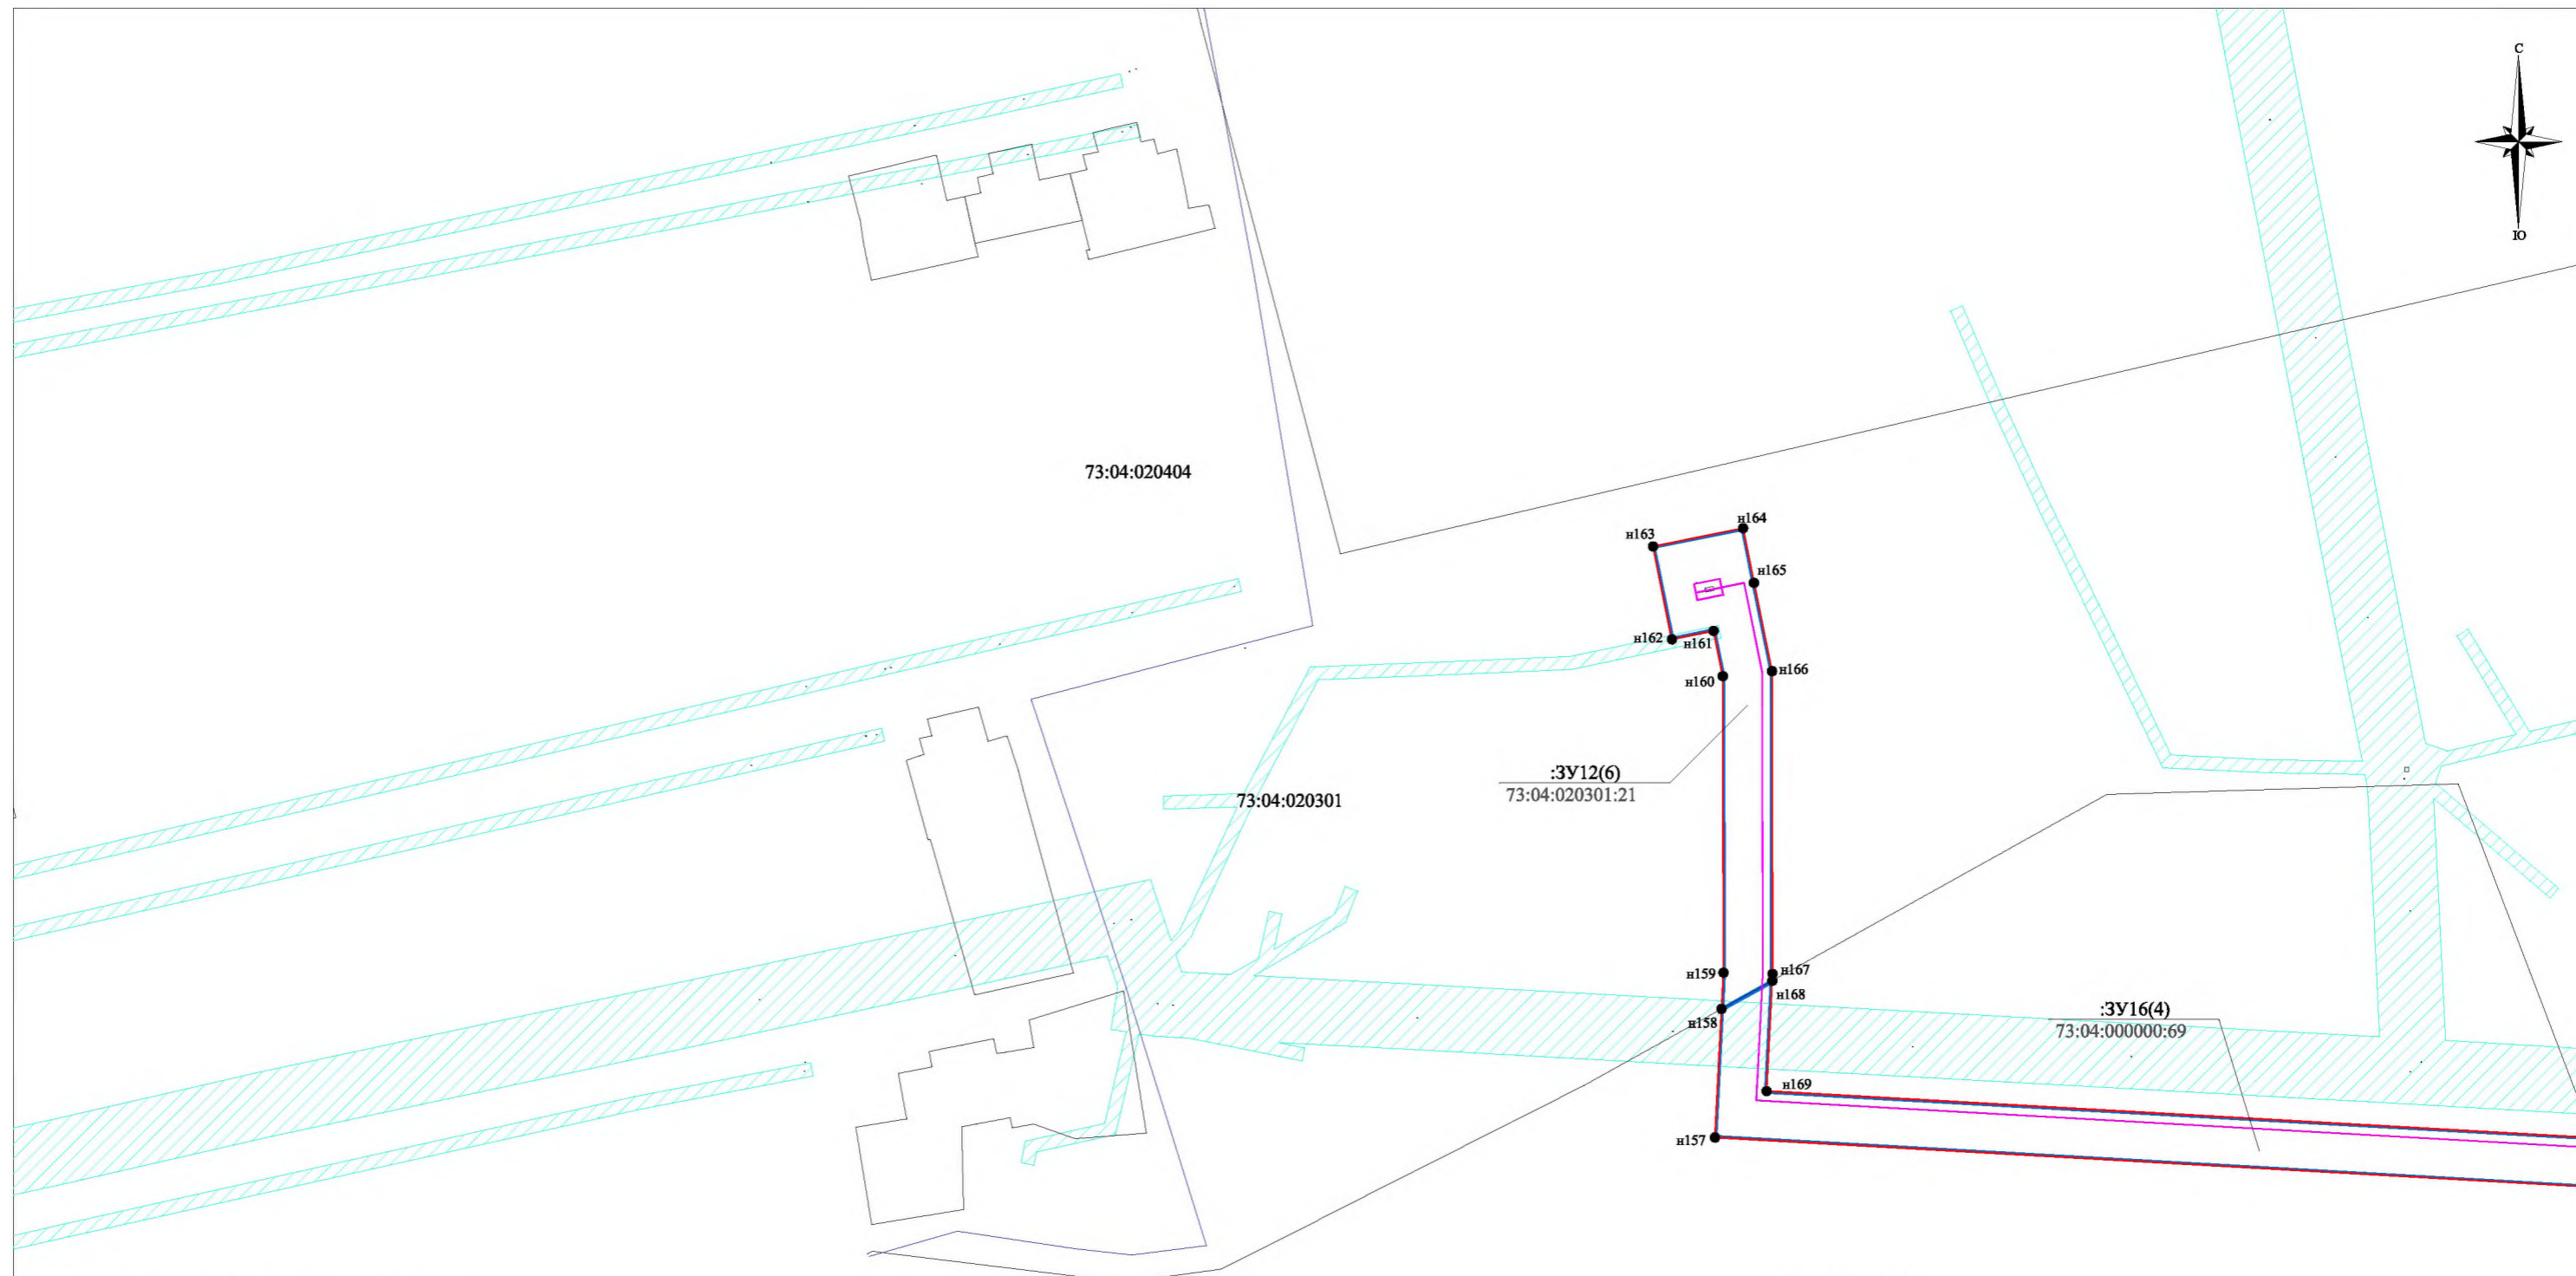 С
Ю
73:04:020404
н164
н163
н165
н162
н161
н166
н160
:ЗУ12(6)
73:04:020301:21
73:04:020301
н159
н167
н168
н158
:ЗУ16(4)
73:04:000000:69
н169
н157